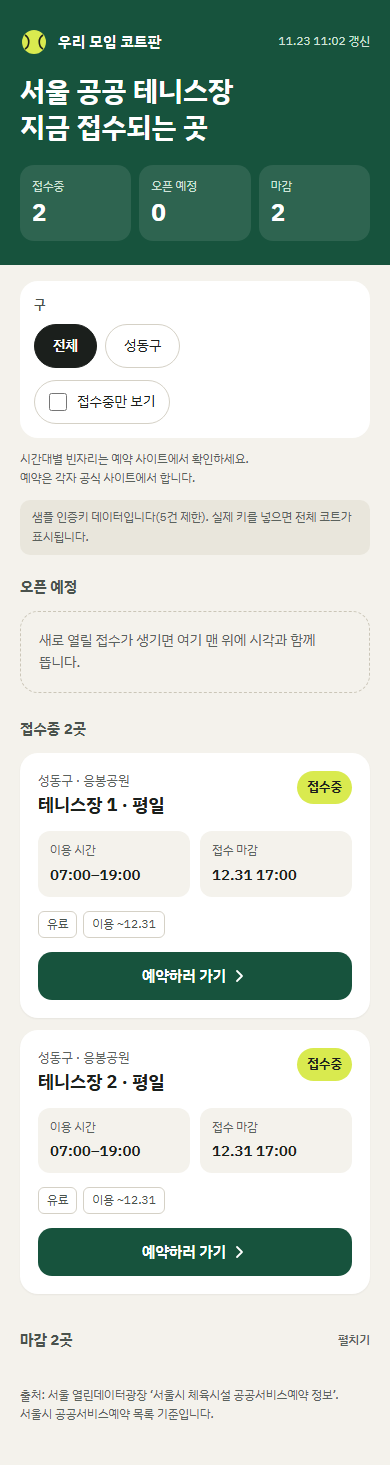 우리 모임 코트판
11.23 11:02 갱신
서울 공공 테니스장
지금 접수되는 곳
접수중
2
오픈 예정
0
마감
2
구
전체
성동구
접수중만 보기
시간대별 빈자리는 예약 사이트에서 확인하세요.
예약은 각자 공식 사이트에서 합니다.
샘플 인증키 데이터입니다(5건 제한). 실제 키를 넣으면 전체 코트가
표시됩니다.
오픈 예정
새로 열릴 접수가 생기면 여기 맨 위에 시각과 함께
뜹니다.
접수중 2곳
성동구 · 응봉공원
접수중
테니스장 1 · 평일
이용 시간
07:00–19:00
접수 마감
12.31 17:00
유료
이용 ~12.31
예약하러 가기
성동구 · 응봉공원
접수중
테니스장 2 · 평일
이용 시간
07:00–19:00
접수 마감
12.31 17:00
유료
이용 ~12.31
예약하러 가기
마감 2곳
펼치기
출처: 서울 열린데이터광장 ‘서울시 체육시설 공공서비스예약 정보’.
서울시 공공서비스예약 목록 기준입니다.